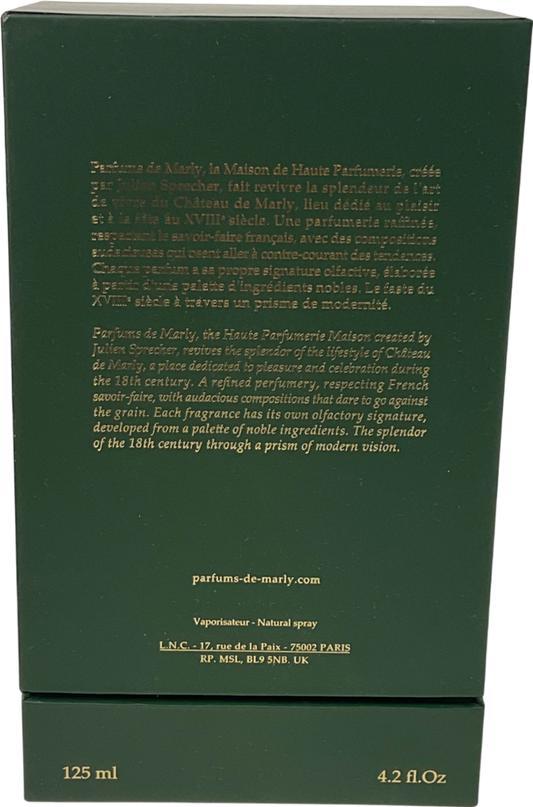 Parfums de Marly, la Maison de Haute Parfumerie, créée
par Julien Sprecher, fait revivre la splendeur de l'art
de vivre du Château de Marly, lieu dédié au plaisir
et à la fête au XVIIIᵉ siècle. Une parfumerie raffinée,
respectant le savoir-faire français, avec des compositions
audacieuses qui osent aller à contre-courant des tendances.
Chaque parfum a sa propre signature olfactive, élaborée
à partir d'une palette d'ingrédients nobles. Le faste du
XVIIIᵉ siècle à travers un prisme de modernité.
Parfums de Marly, the Haute Parfumerie Maison created by
Julien Sprecher, revives the splendor of the lifestyle of Château
de Marly, a place dedicated to pleasure and celebration during
the 18th century. A refined perfumery, respecting French
savoir-faire, with audacious compositions that dare to go against
the grain. Each fragrance has its own olfactory signature,
developed from a palette of noble ingredients. The splendor
of the 18th century through a prism of modern vision.
parfums-de-marly.com
Vaporisateur - Natural spray
L.N.C. - 17, rue de la Paix - 75002 PARIS
RP. MSL, BL9 5NB. UK
125 ml
4.2 fl.Oz